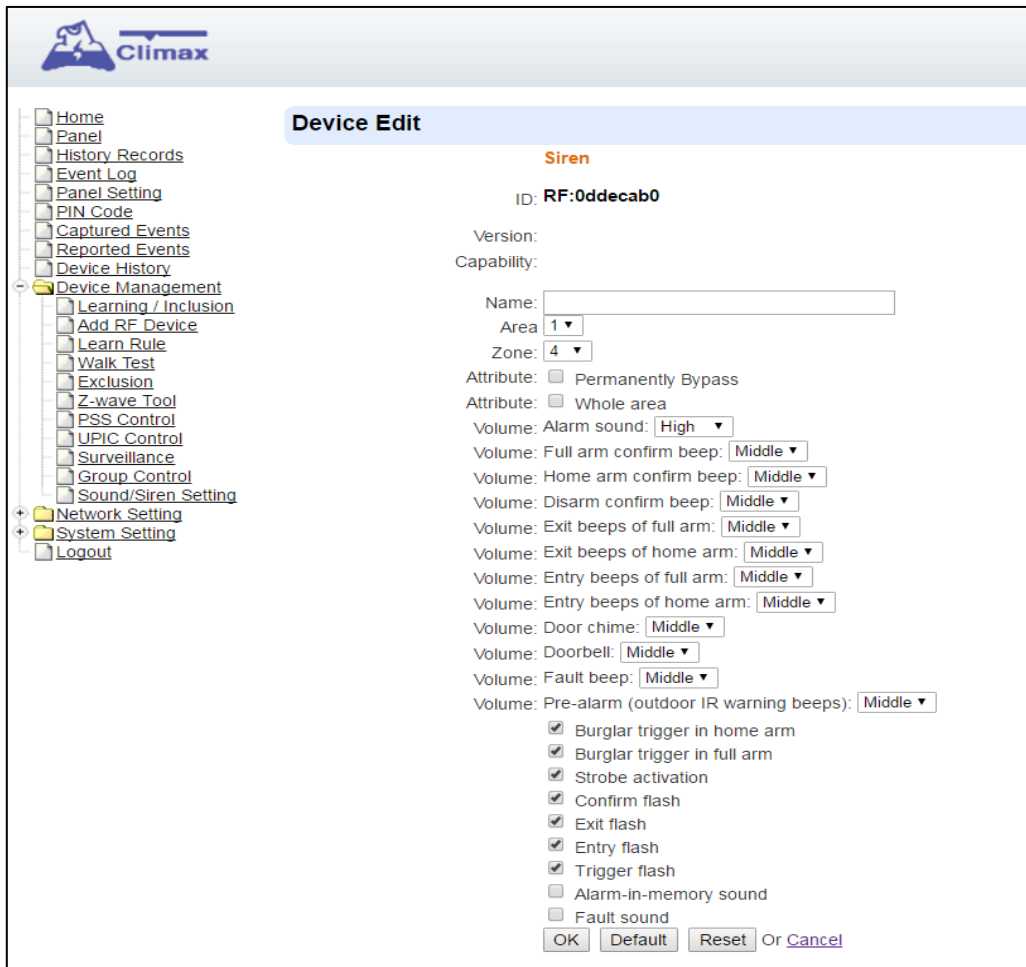 Climax
Home
Panel
History Records
Event Log
Panel Setting
PIN Code
Captured Events
Reported Events
Device History
Device Management
Learning / Inclusion
Add RF Device
Learn Rule
Walk Test
Exclusion
Z-wave Tool
PSS Control
UPIC Control
Surveillance
Group Control
Sound/Siren Setting
Network Setting
System Setting
Logout
Device Edit
Siren
ID: RF:0ddecab0
Version:
Capability:
Name:
Area 1
Zone: 4
Attribute: Permanently Bypass
Attribute: Whole area
Volume: Alarm sound: High
Volume: Full arm confirm beep: Middle
Volume: Home arm confirm beep: Middle
Volume: Disarm confirm beep: Middle
Volume: Exit beeps of full arm: Middle
Volume: Exit beeps of home arm: Middle
Volume: Entry beeps of full arm: Middle
Volume: Entry beeps of home arm: Middle
Volume: Door chime: Middle
Volume: Doorbell: Middle
Volume: Fault beep: Middle
Volume: Pre-alarm (outdoor IR warning beeps): Middle
Burglar trigger in home arm
Burglar trigger in full arm
Strobe activation
Confirm flash
Exit flash
Entry flash
Trigger flash
Alarm-in-memory sound
Fault sound
OK Default Reset Or Cancel